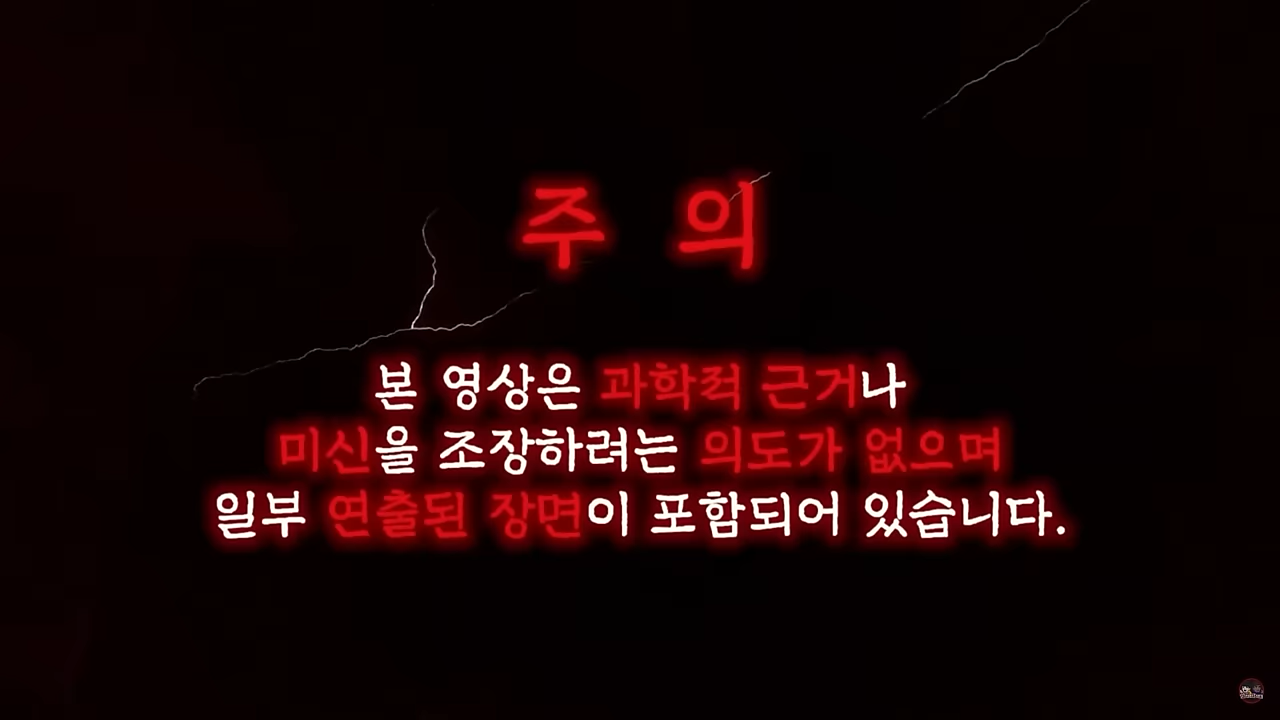 주 의
본 영상은 과학적 근거나
미신을 조장하려는 의도가 없으며
일부 연출된 장면이 포함되어 있습니다.